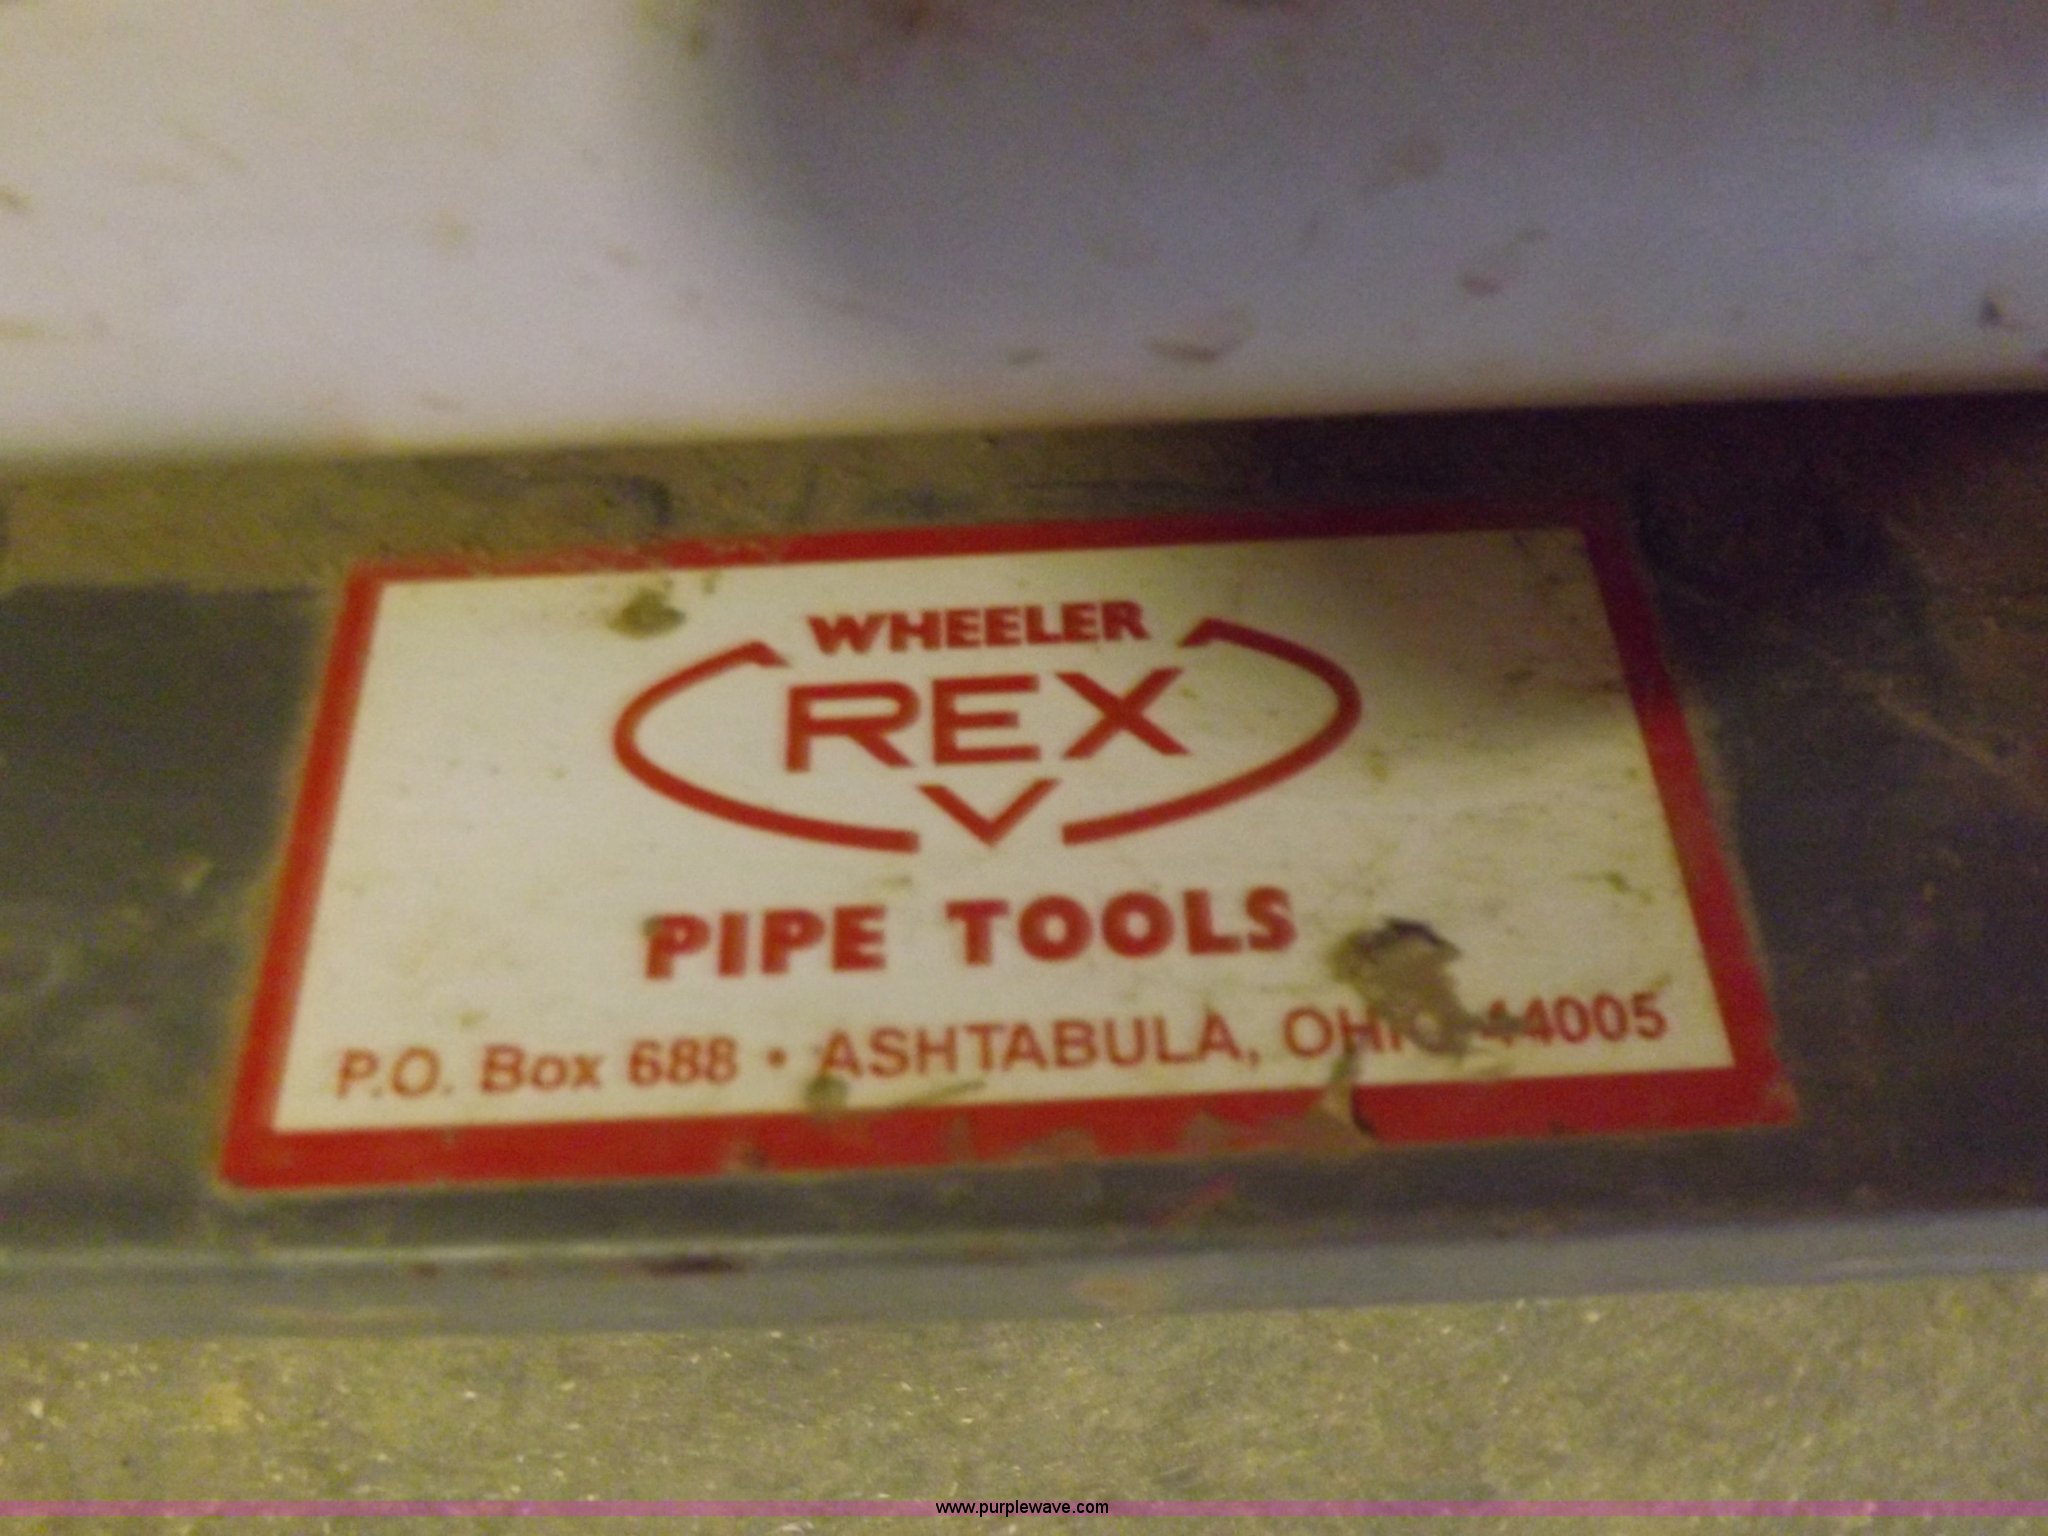 WHEELER
REX
PIPE TOOLS
P.O. Box 688 • ASHTABULA, OHIO 44005
www.purplewave.com